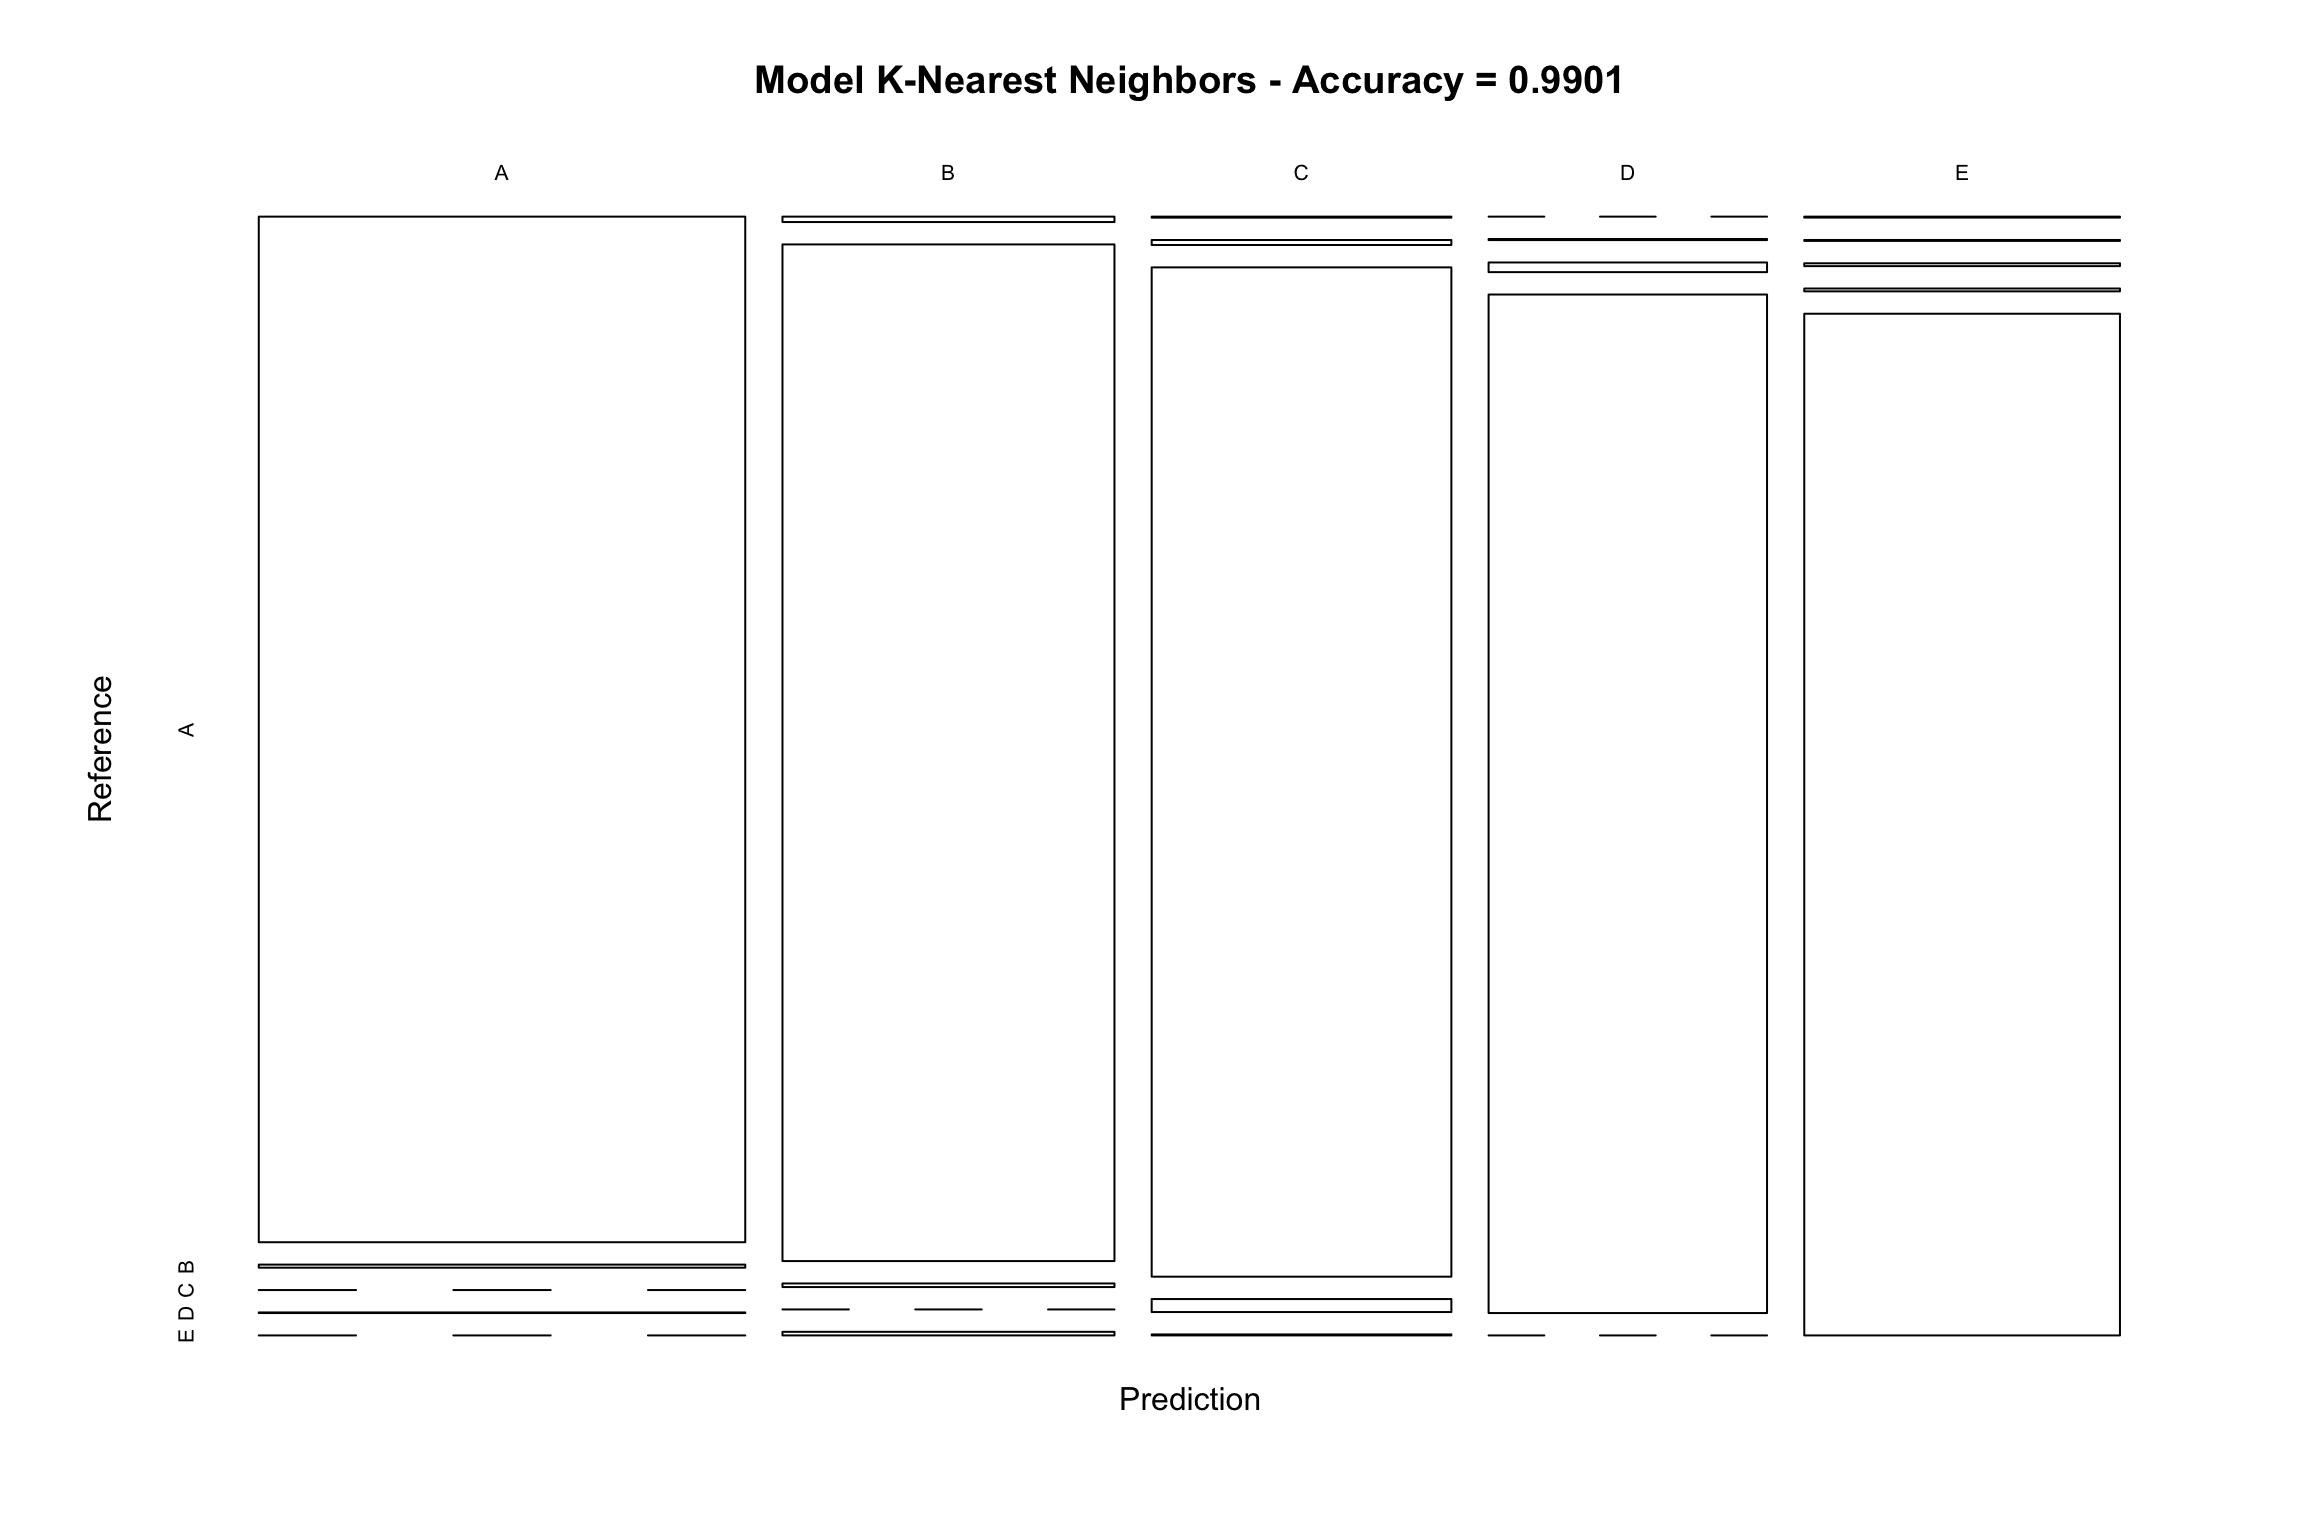 Model K-Nearest Neighbors - Accuracy = 0.9901
A B C D E
Reference
A
B
C
D
E
Prediction